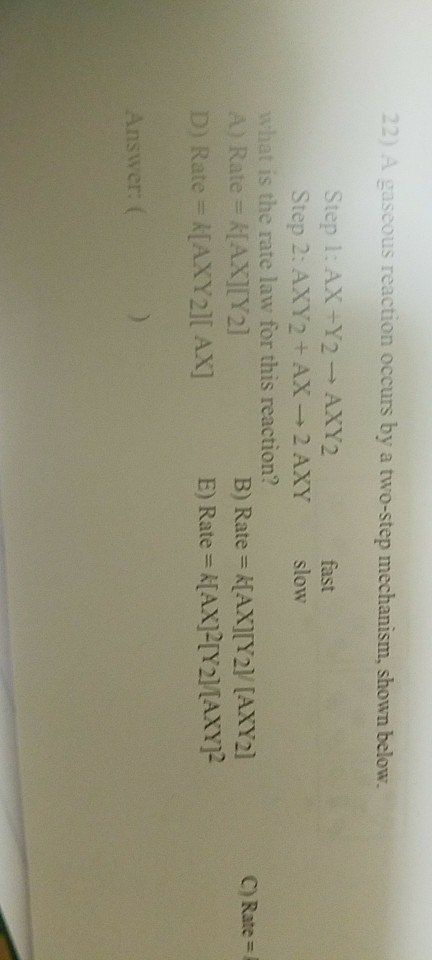 22) A gaseous reaction occurs by a two-step mechanism, shown below.
Step 1: AX + Y2 → AXY2 fast
Step 2: AXY2 + AX → 2 AXY slow
what is the rate law for this reaction?
A) Rate = k[AX][Y2] B) Rate = k[AX][Y2]/ [AXY2] C) Rate =
D) Rate = k[AXY2][ AX] E) Rate = k[AX]2[Y2]/[AXY]2
Answer: ( )